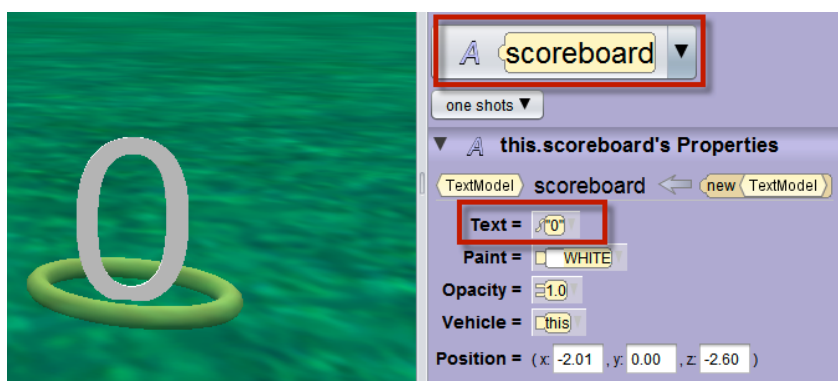 0
A scoreboard ▼
one shots ▼
▼ A this.scoreboard's Properties
TextModel scoreboard new TextModel
Text = "0"
Paint = WHITE
Opacity = 1.0
Vehicle = this
Position = ( x: -2.01 , y: 0.00 , z: -2.60 )